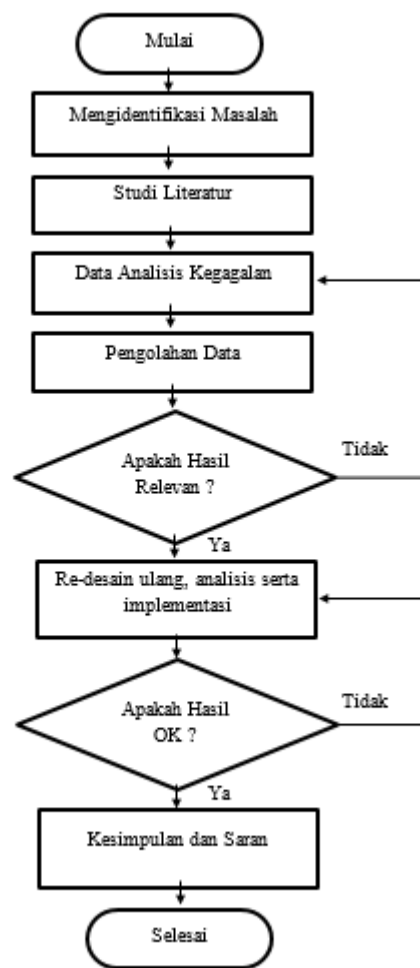 Mulai
Mengidentifikasi Masalah
Studi Literatur
Data Analisis Kegagalan
Pengolahan Data
Apakah Hasil
Relevan ?
Tidak
Ya
Re-desain ulang, analisis serta
implementasi
Apakah Hasil
OK ?
Tidak
Ya
Kesimpulan dan Saran
Selesai